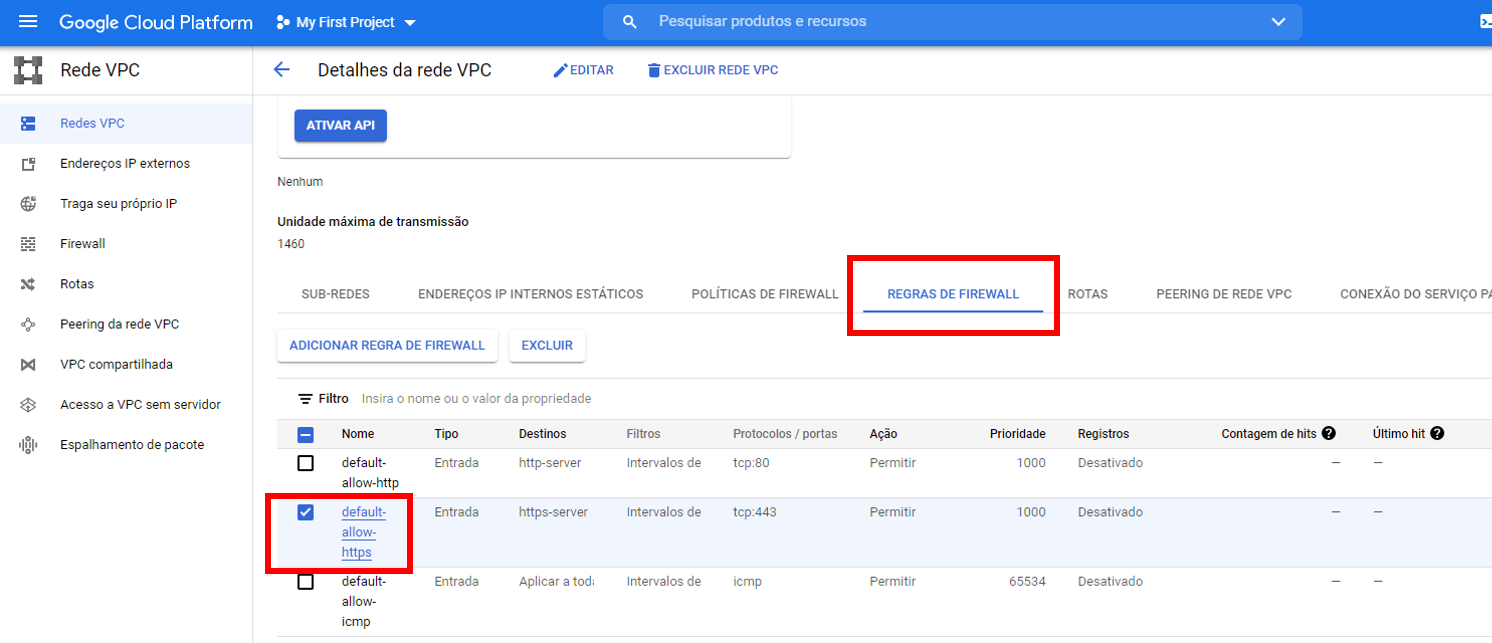 Google Cloud Platform My First Project Pesquisar produtos e recursos
Rede VPC
Detalhes da rede VPC EDITAR EXCLUIR REDE VPC
Redes VPC
Endereços IP externos
Traga seu próprio IP
Firewall
Rotas
Peering da rede VPC
VPC compartilhada
Acesso a VPC sem servidor
Espalhamento de pacote
ATIVAR API
Nenhum
Unidade máxima de transmissão
1460
SUB-REDES ENDEREÇOS IP INTERNOS ESTÁTICOS POLÍTICAS DE FIREWALL REGRAS DE FIREWALL ROTAS PEERING DE REDE VPC CONEXÃO DO SERVIÇO PA
ADICIONAR REGRA DE FIREWALL EXCLUIR
Filtro Insira o nome ou o valor da propriedade
Nome Tipo Destinos Filtros Protocolos / portas Ação Prioridade Registros Contagem de hits ? Último hit ?
default- Entrada http-server Intervalos de tcp:80 Permitir 1000 Desativado — —
allow-http
default- Entrada https-server Intervalos de tcp:443 Permitir 1000 Desativado — —
allow-
https
default- Entrada Aplicar a toda Intervalos de icmp Permitir 65534 Desativado — —
allow-
icmp